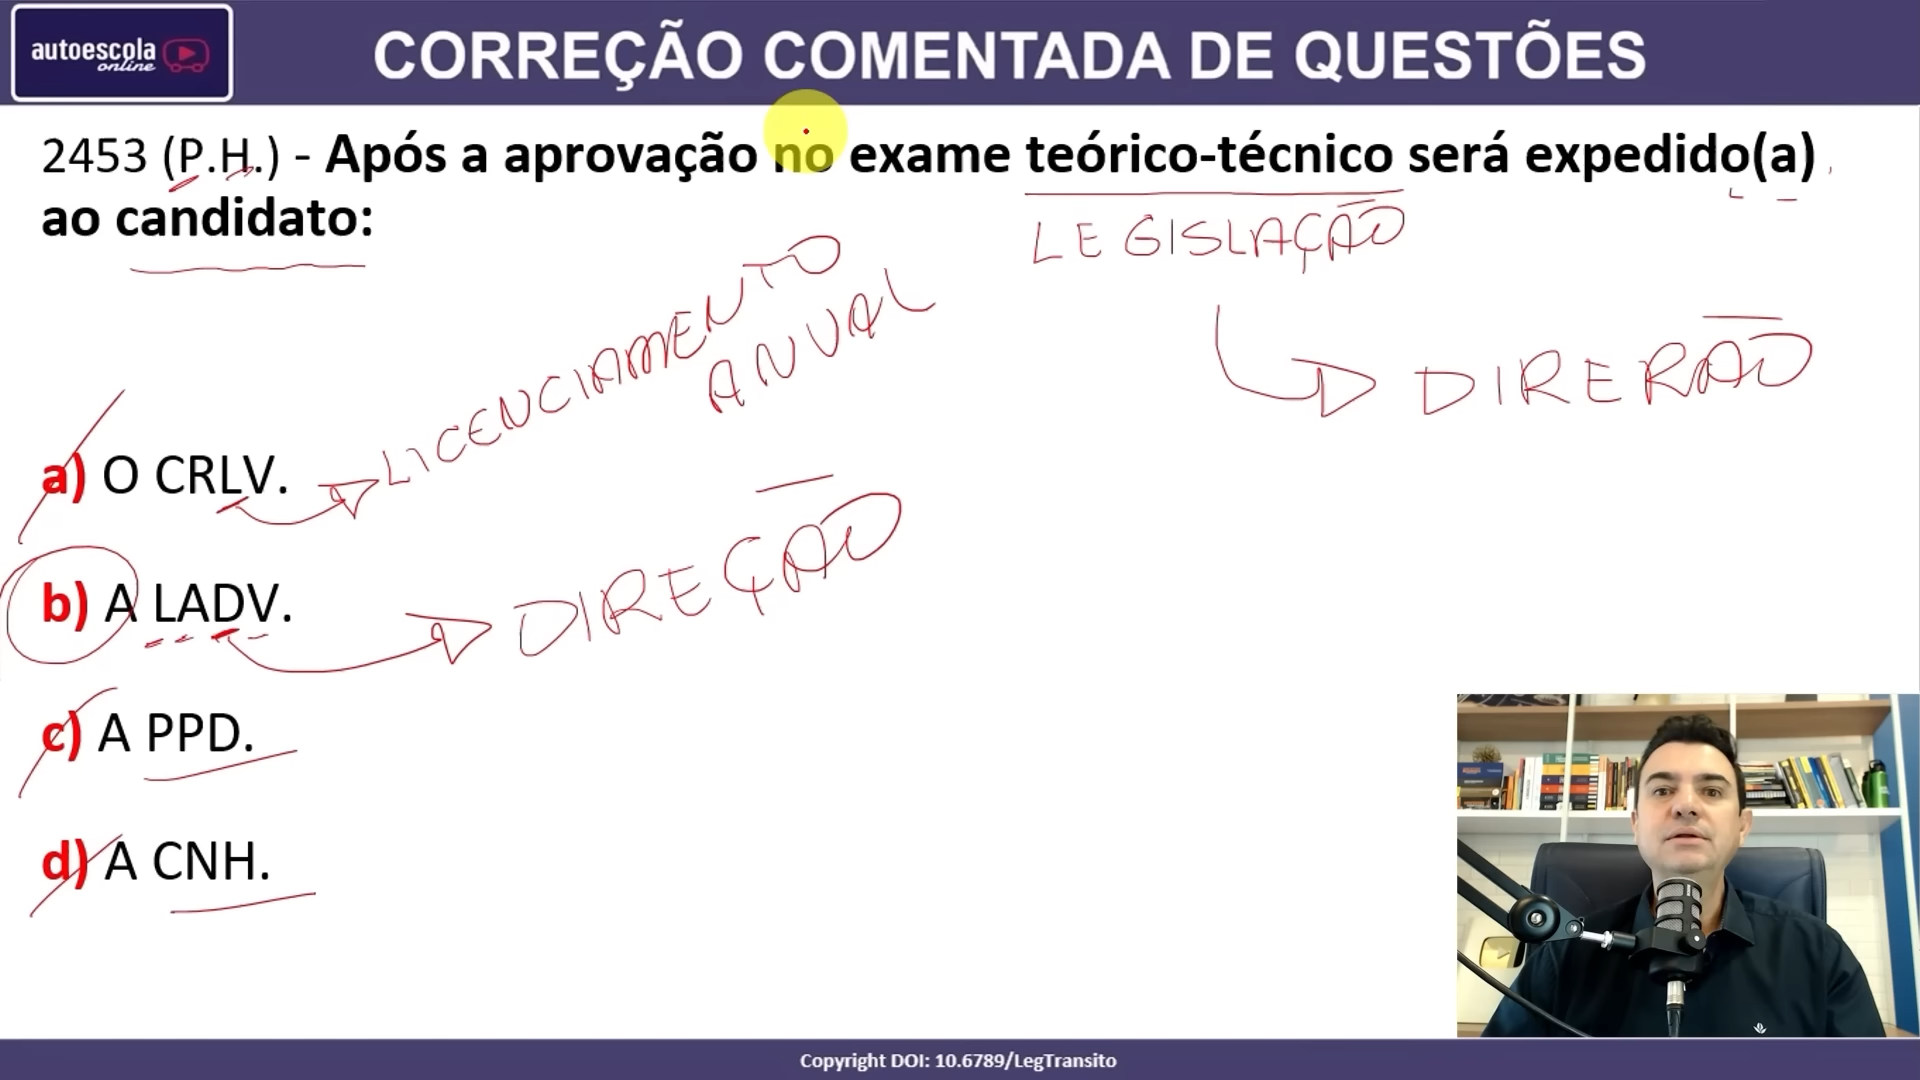 autoescola
online
CORREÇÃO COMENTADA DE QUESTÕES
2453 (P.H.) - Após a aprovação no exame teórico-técnico será expedido(a)
ao candidato:
LEGISLAÇÃO
DIRERÃO
LICENCIAMENTO
ANUAL
a) O CRLV.
DIREÇÃO
b) A LADV.
c) A PPD.
d) A CNH.
Copyright DOI: 10.6789/LegTransito